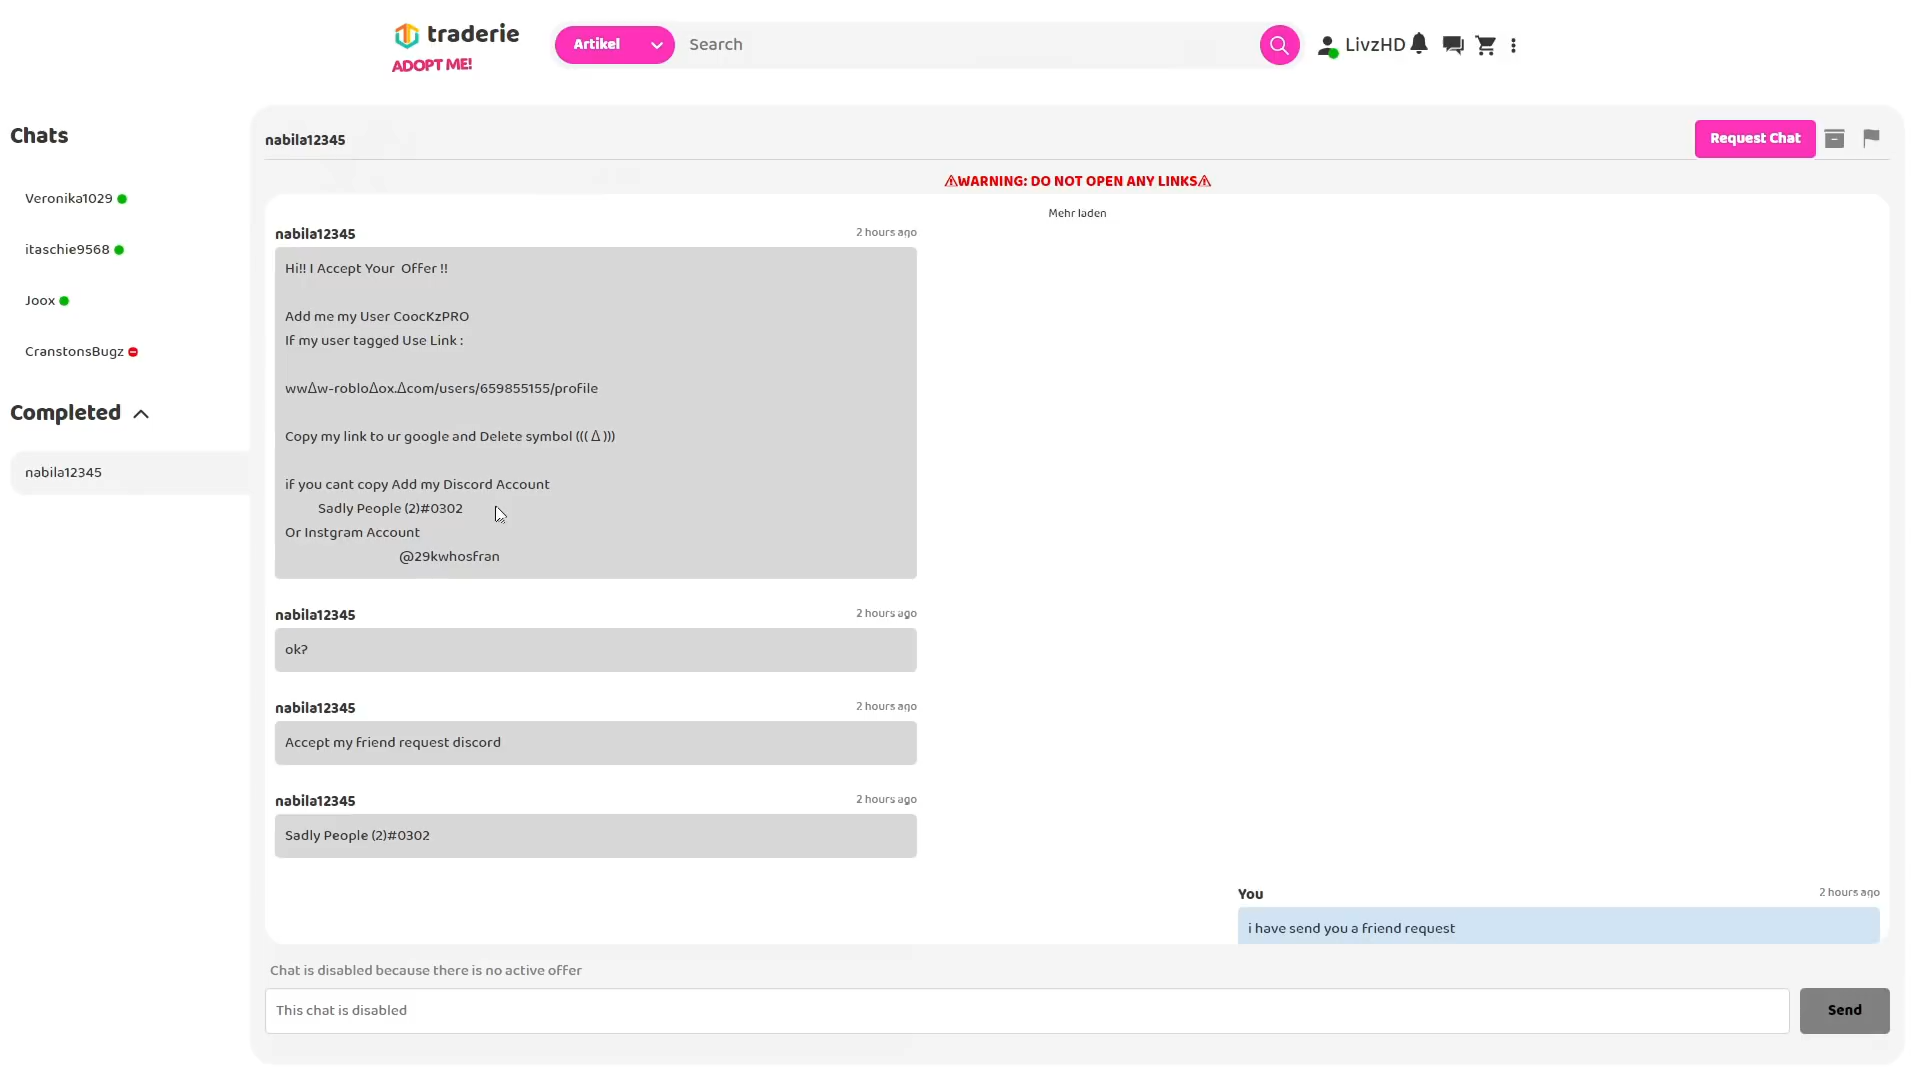 traderie
ADOPT ME!
Artikel
Search
LivzHD
Chats
Veronika1029
itaschie9568
Joox
CranstonsBugz
Completed
nabila12345
nabila12345
Request Chat
⚠WARNING: DO NOT OPEN ANY LINKS⚠
Mehr laden
nabila12345 2 hours ago
Hi!! I Accept Your Offer !!
Add me my User CoocKzPRO
If my user tagged Use Link :
wwΔw-robloΔox.Δcom/users/659855155/profile
Copy my link to ur google and Delete symbol ((( Δ )))
if you cant copy Add my Discord Account
Sadly People (2)#0302
Or Instgram Account
@29kwhosfran
nabila12345 2 hours ago
ok?
nabila12345 2 hours ago
Accept my friend request discord
nabila12345 2 hours ago
Sadly People (2)#0302
You 2 hours ago
i have send you a friend request
Chat is disabled because there is no active offer
This chat is disabled
Send